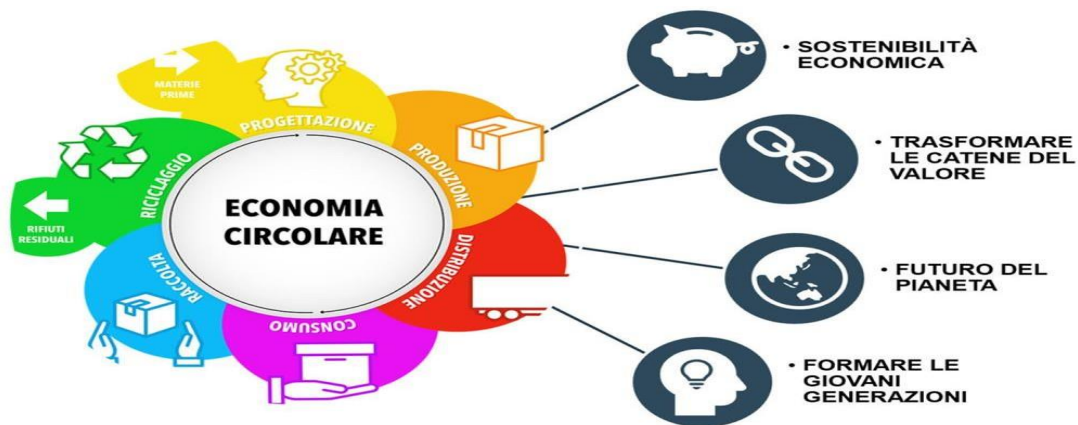 MATERIE
PRIME
PROGETTAZIONE
PRODUZIONE
DISTRIBUZIONE
CONSUMO
RACCOLTA
RICICLAGGIO
RIFIUTI
RESIDUALI
ECONOMIA
CIRCOLARE
• SOSTENIBILITÀ
ECONOMICA
• TRASFORMARE
LE CATENE DEL
VALORE
• FUTURO DEL
PIANETA
• FORMARE LE
GIOVANI
GENERAZIONI